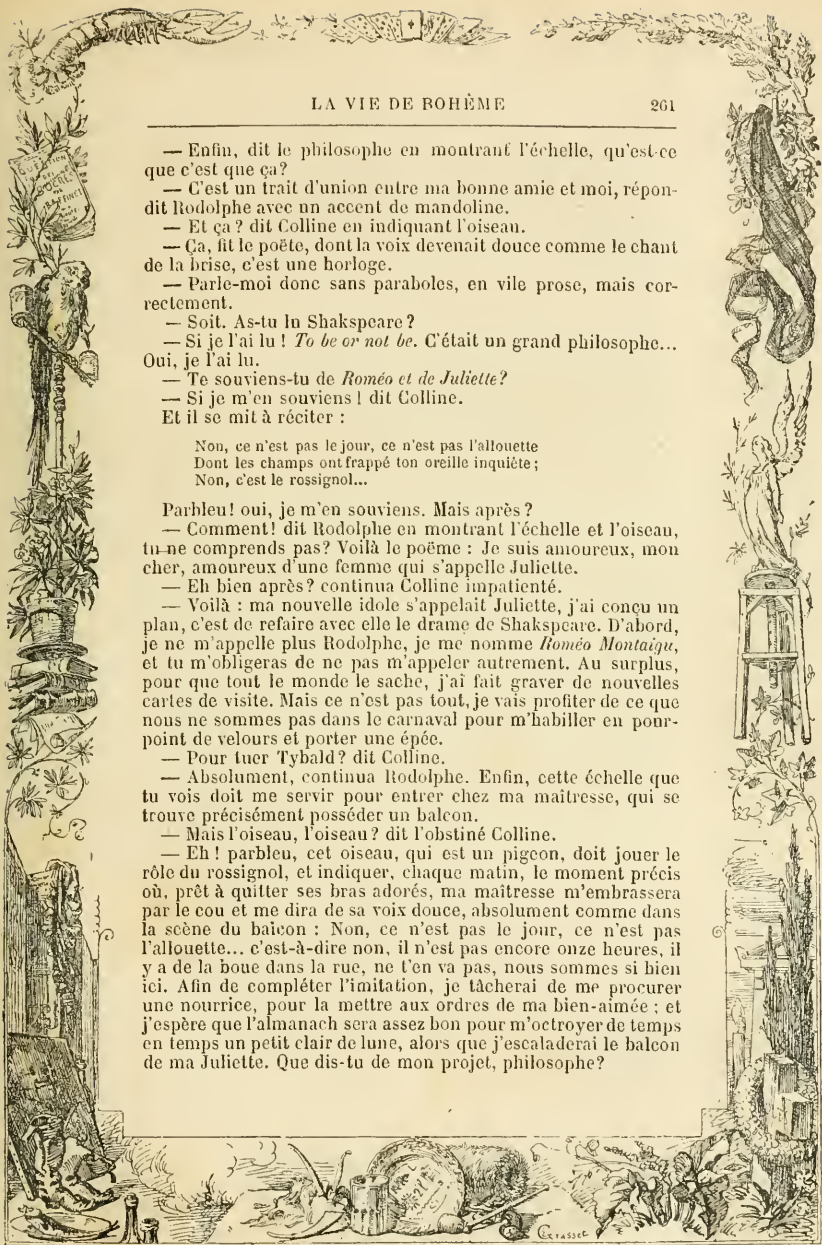 LA VIE DE BOHÈME 261
— Enfin, dit le philosophe en montrant l'échelle, qu'est-ce
que c'est que ça?
— C'est un trait d'union entre ma bonne amie et moi, répon-
dit Rodolphe avec un accent de mandoline.
— Et ça? dit Colline en indiquant l'oiseau.
— Ça, fit le poëte, dont la voix devenait douce comme le chant
de la brise, c'est une horloge.
— Parle-moi donc sans paraboles, en vile prose, mais cor-
rectement.
— Soit. As-tu lu Shakspeare?
— Si je l'ai lu! To be or not be. C'était un grand philosophe...
Oui, je l'ai lu.
— Te souviens-tu de Roméo et de Juliette?
— Si je m'en souviens! dit Colline.
Et il se mit à réciter :
Non, ce n'est pas le jour, ce n'est pas l'allouette
Dont les champs ont frappé ton oreille inquiète;
Non, c'est le rossignol...
Parbleu! oui, je m'en souviens. Mais après?
— Comment! dit Rodolphe en montrant l'échelle et l'oiseau,
tu ne comprends pas? Voilà le poëme : Je suis amoureux, mon
cher, amoureux d'une femme qui s'appelle Juliette.
— Eh bien après? continua Colline impatienté.
— Voilà : ma nouvelle idole s'appelait Juliette, j'ai conçu un
plan, c'est de refaire avec elle le drame de Shakspeare. D'abord,
je ne m'appelle plus Rodolphe, je me nomme Roméo Montaigu,
et tu m'obligeras de ne pas m'appeler autrement. Au surplus,
pour que tout le monde le sache, j'ai fait graver de nouvelles
cartes de visite. Mais ce n'est pas tout, je vais profiter de ce que
nous ne sommes pas dans le carnaval pour m'habiller en pour-
point de velours et porter une épée.
— Pour tuer Tybald? dit Colline.
— Absolument, continua Rodolphe. Enfin, cette échelle que
tu vois doit me servir pour entrer chez ma maîtresse, qui se
trouve précisément posséder un balcon.
— Mais l'oiseau, l'oiseau? dit l'obstiné Colline.
— Eh! parbleu, cet oiseau, qui est un pigeon, doit jouer le
rôle du rossignol, et indiquer, chaque matin, le moment précis
où, prêt à quitter ses bras adorés, ma maîtresse m'embrassera
par le cou et me dira de sa voix douce, absolument comme dans
la scène du balcon : Non, ce n'est pas le jour, ce n'est pas
l'allouette... c'est-à-dire non, il n'est pas encore onze heures, il
y a de la boue dans la rue, ne t'en va pas, nous sommes si bien
ici. Afin de compléter l'imitation, je tâcherai de me procurer
une nourrice, pour la mettre aux ordres de ma bien-aimée; et
j'espère que l'almanach sera assez bon pour m'octroyer de temps
en temps un petit clair de lune, alors que j'escaladerai le balcon
de ma Juliette. Que dis-tu de mon projet, philosophe?